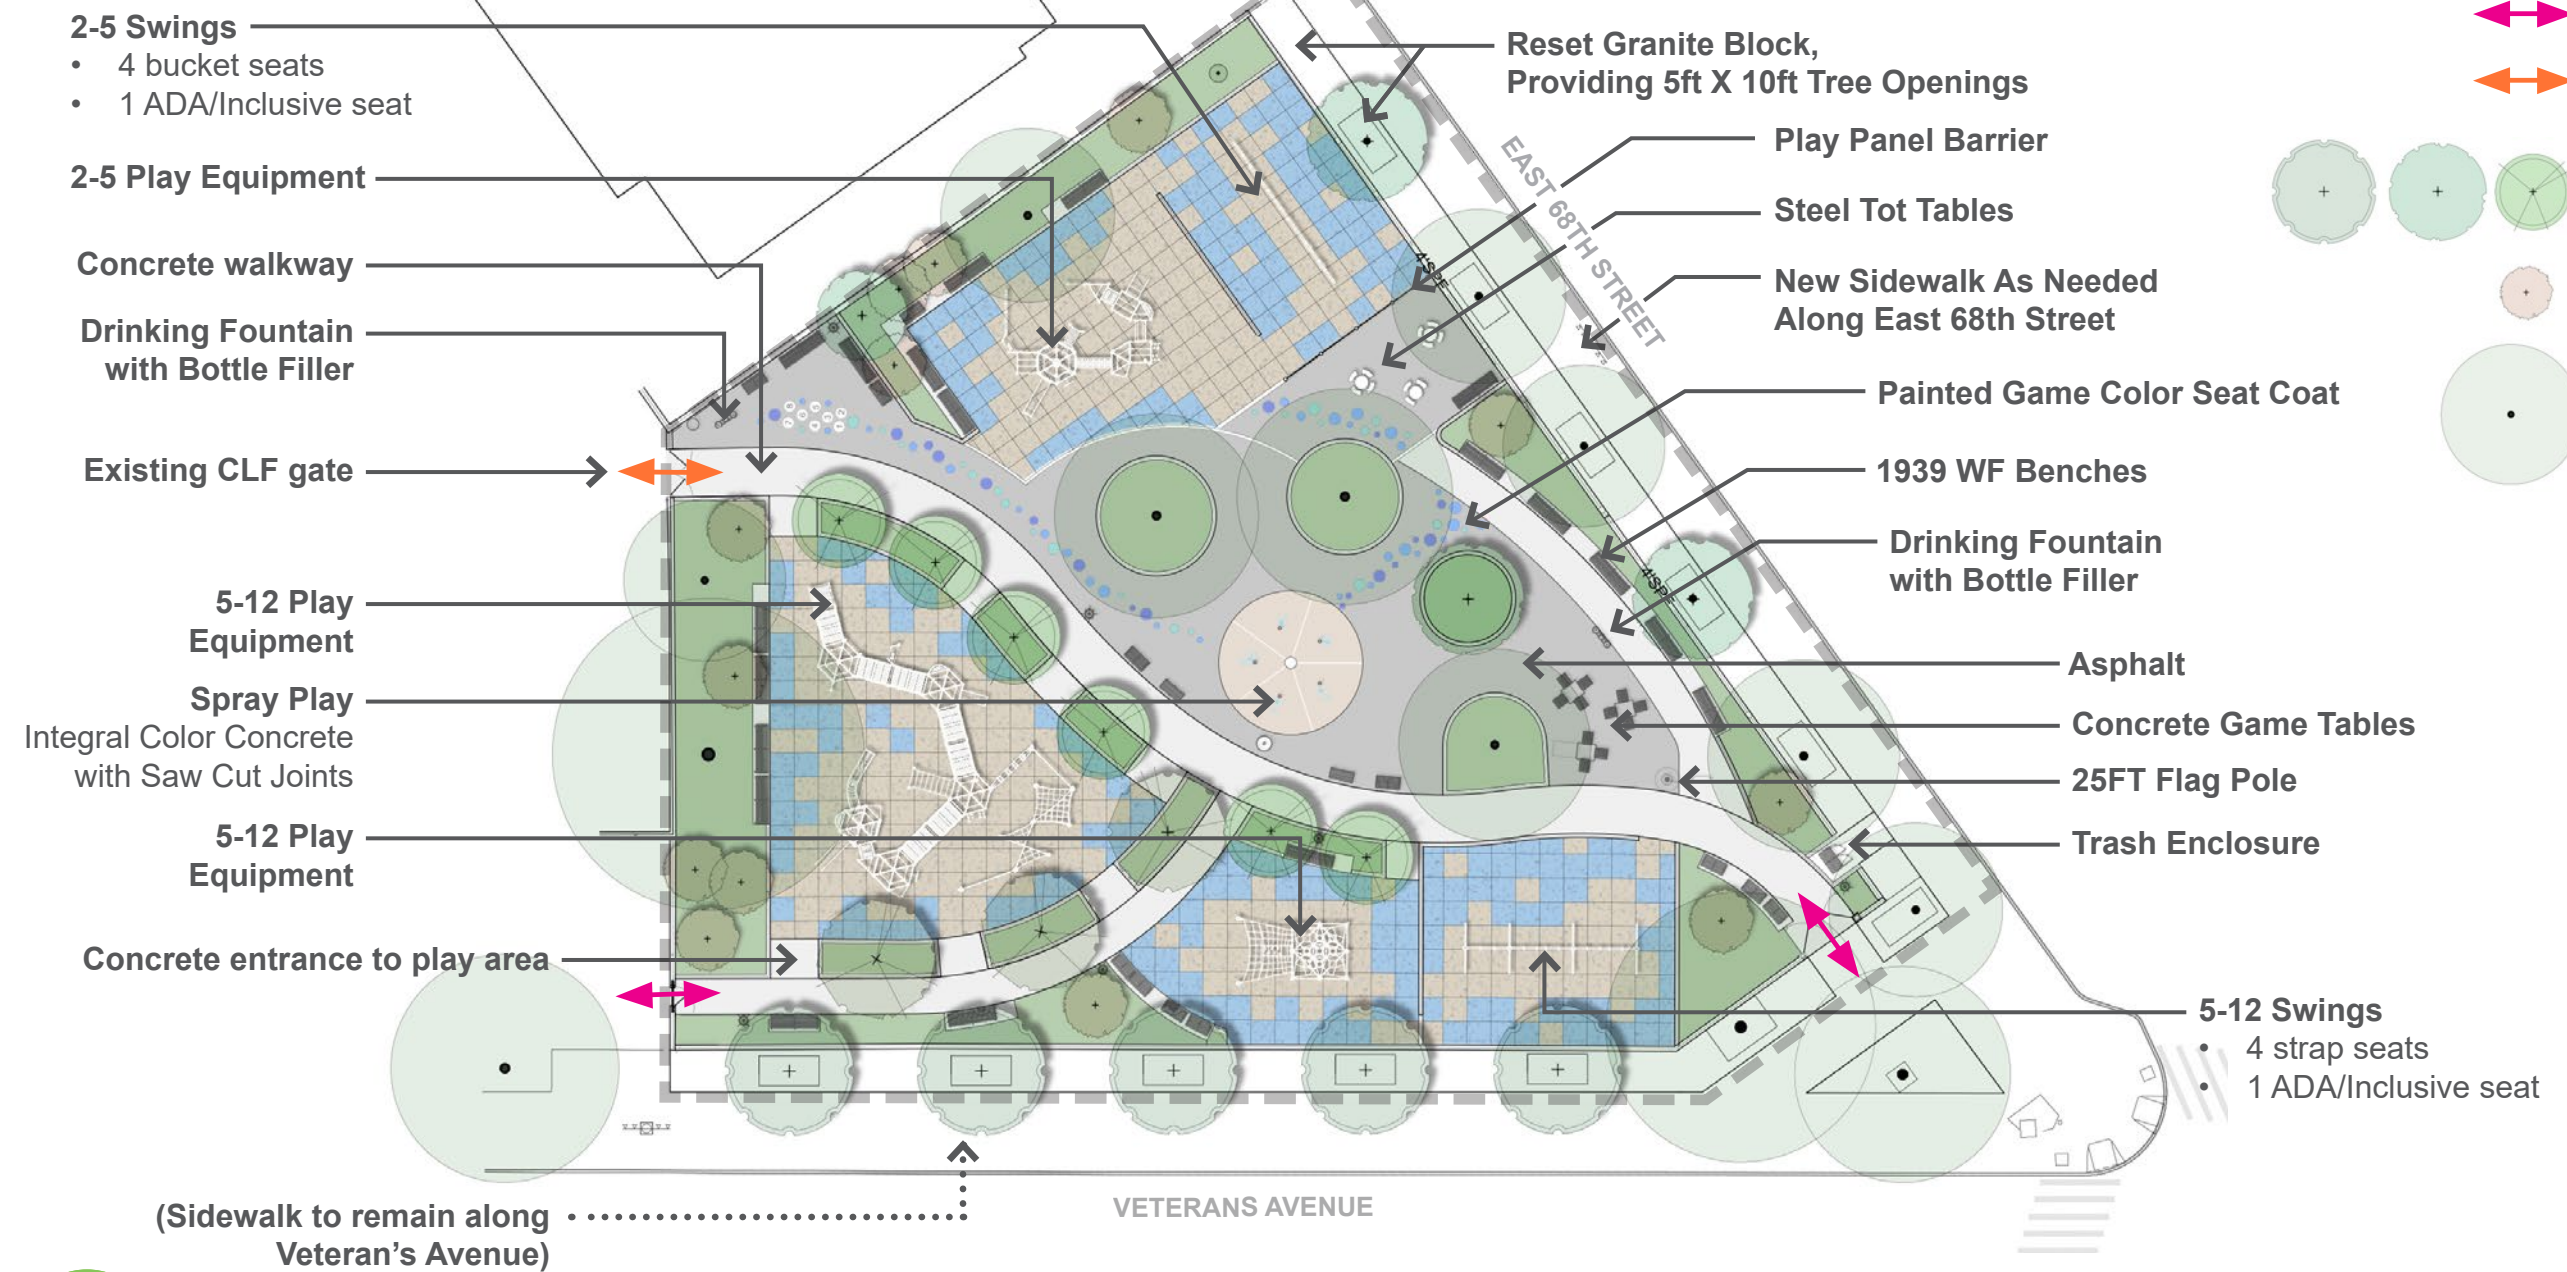 2-5 Swings
• 4 bucket seats
• 1 ADA/Inclusive seat
2-5 Play Equipment
Concrete walkway
Drinking Fountain
with Bottle Filler
Existing CLF gate
5-12 Play
Equipment
Spray Play
Integral Color Concrete
with Saw Cut Joints
5-12 Play
Equipment
Concrete entrance to play area
(Sidewalk to remain along
Veteran's Avenue)
Reset Granite Block,
Providing 5ft X 10ft Tree Openings
Play Panel Barrier
Steel Tot Tables
New Sidewalk As Needed
Along East 68th Street
Painted Game Color Seat Coat
1939 WF Benches
Drinking Fountain
with Bottle Filler
Asphalt
Concrete Game Tables
25FT Flag Pole
Trash Enclosure
5-12 Swings
• 4 strap seats
• 1 ADA/Inclusive seat
EAST 68TH STREET
4'SPF
4'SPF
VETERANS AVENUE